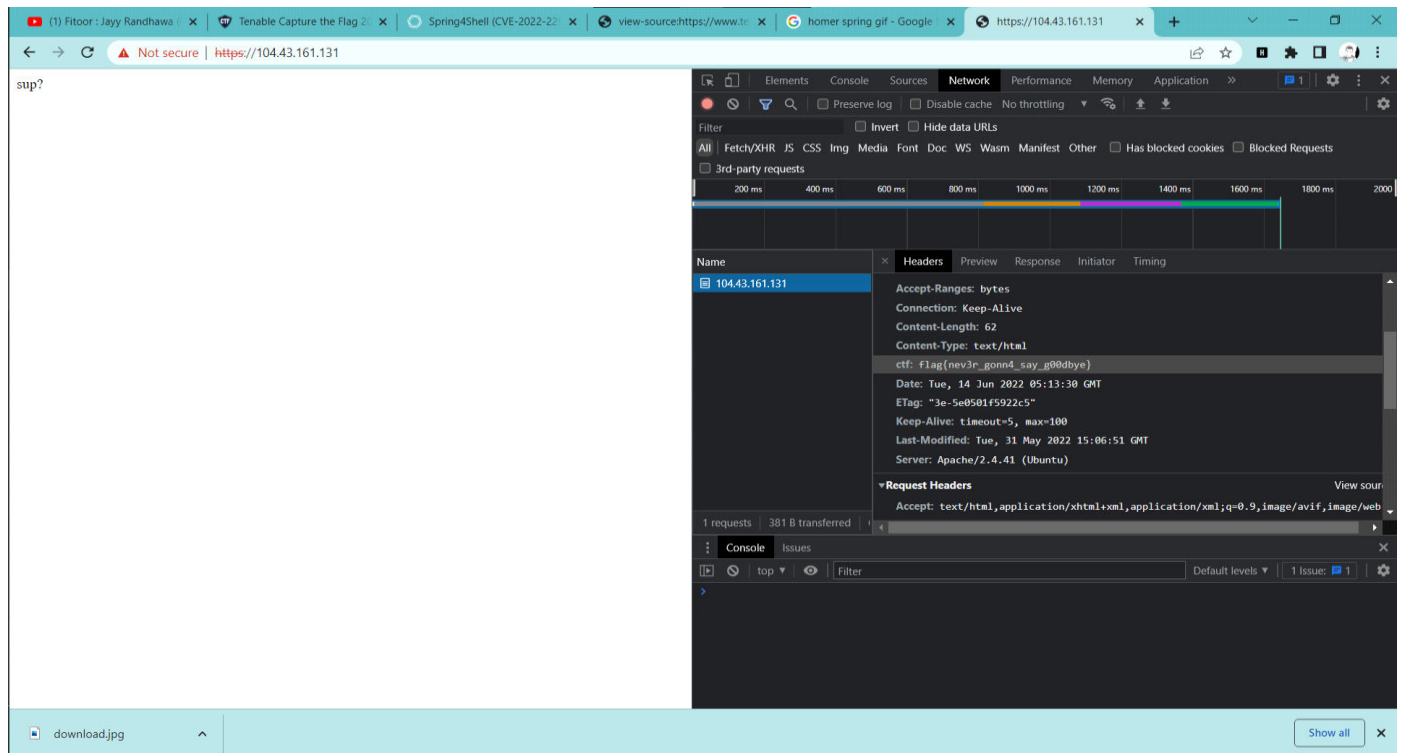 (1) Fitoor : Jayy Randhawa (
Tenable Capture the Flag 20
Spring4Shell (CVE-2022-22
view-source:https://www.te
homer spring gif - Google
https://104.43.161.131
Not secure | https://104.43.161.131
sup?
Elements Console Sources Network Performance Memory Application » 1
Preserve log Disable cache No throttling
Filter Invert Hide data URLs
All Fetch/XHR JS CSS Img Media Font Doc WS Wasm Manifest Other Has blocked cookies Blocked Requests
3rd-party requests
200 ms 400 ms 600 ms 800 ms 1000 ms 1200 ms 1400 ms 1600 ms 1800 ms 2000
Name
104.43.161.131
Headers Preview Response Initiator Timing
Accept-Ranges: bytes
Connection: Keep-Alive
Content-Length: 62
Content-Type: text/html
ctf: flag{nev3r_gonn4_say_g00dbye}
Date: Tue, 14 Jun 2022 05:13:30 GMT
ETag: "3e-5e0501f5922c5"
Keep-Alive: timeout=5, max=100
Last-Modified: Tue, 31 May 2022 15:06:51 GMT
Server: Apache/2.4.41 (Ubuntu)
Request Headers View sour
Accept: text/html,application/xhtml+xml,application/xml;q=0.9,image/avif,image/web
1 requests 381 B transferred
Console Issues
top Filter Default levels 1 Issue: 1
download.jpg
Show all